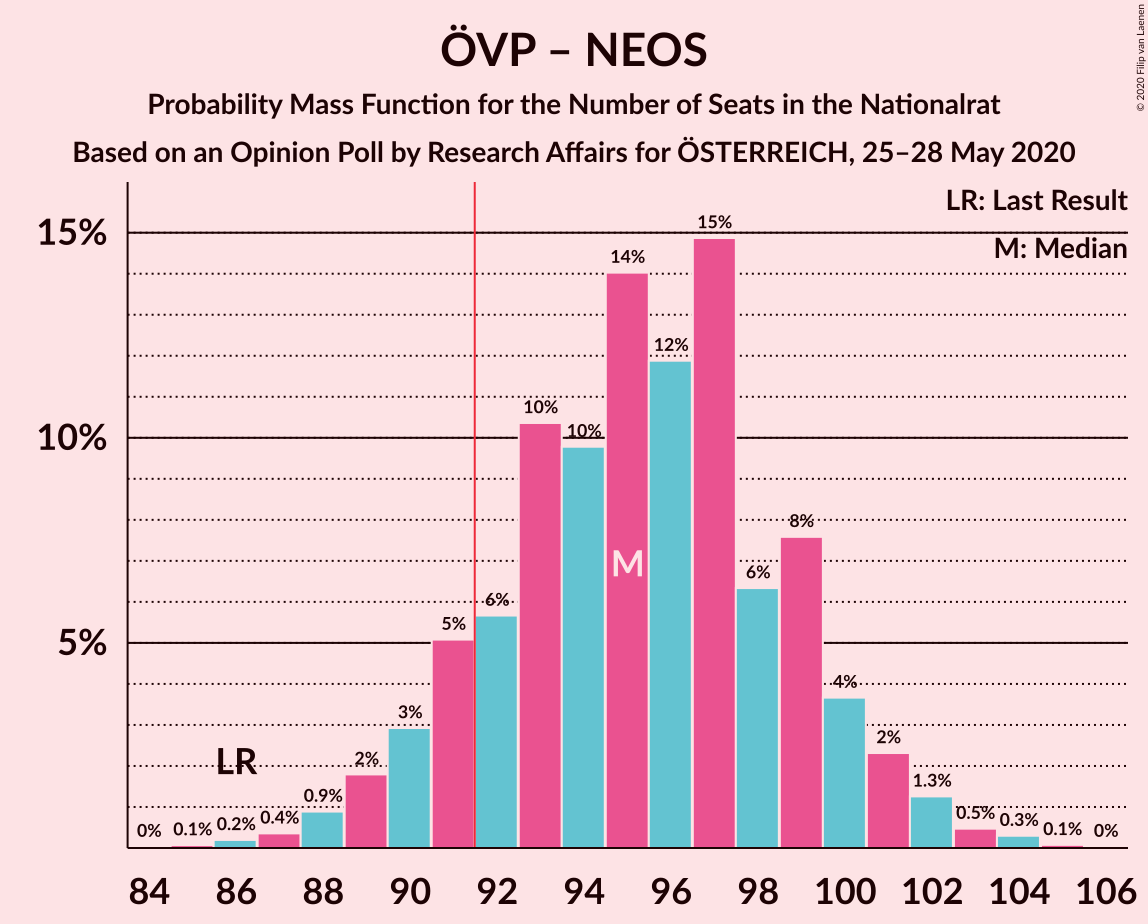 ÖVP – NEOS
Probability Mass Function for the Number of Seats in the Nationalrat
Based on an Opinion Poll by Research Affairs for ÖSTERREICH, 25–28 May 2020
© 2020 Filip van Laenen
LR: Last Result
M: Median
15%
10%
5%
0%
0.1%
0.2%
0.4%
0.9%
2%
3%
5%
6%
10%
10%
14%
12%
15%
6%
8%
4%
2%
1.3%
0.5%
0.3%
0.1%
0%
LR
M
84 86 88 90 92 94 96 98 100 102 104 106